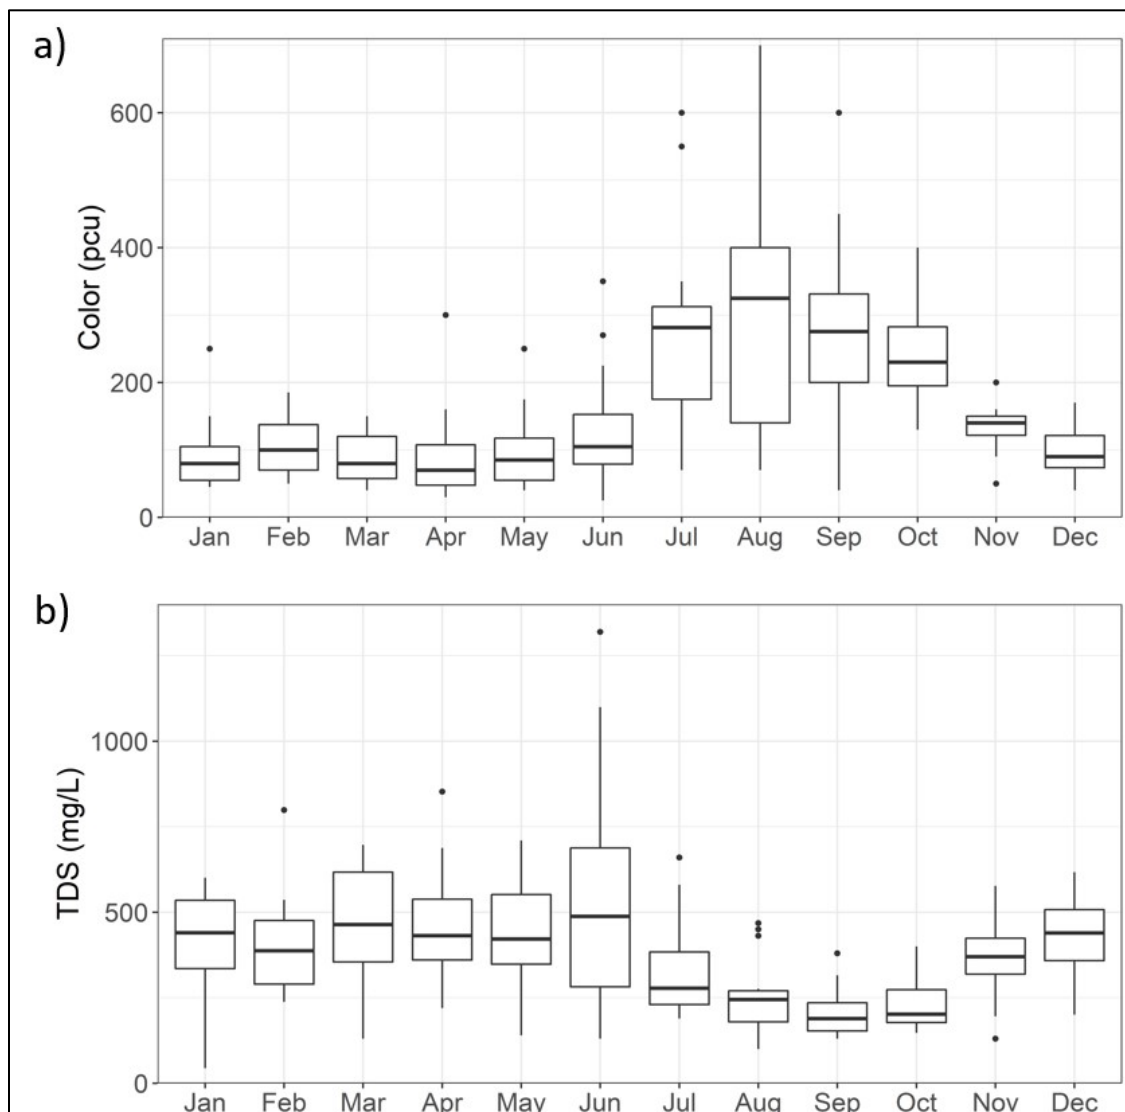 a)
Color (pcu)
600
400
200
0
Jan Feb Mar Apr May Jun Jul Aug Sep Oct Nov Dec
b)
TDS (mg/L)
1000
500
0
Jan Feb Mar Apr May Jun Jul Aug Sep Oct Nov Dec